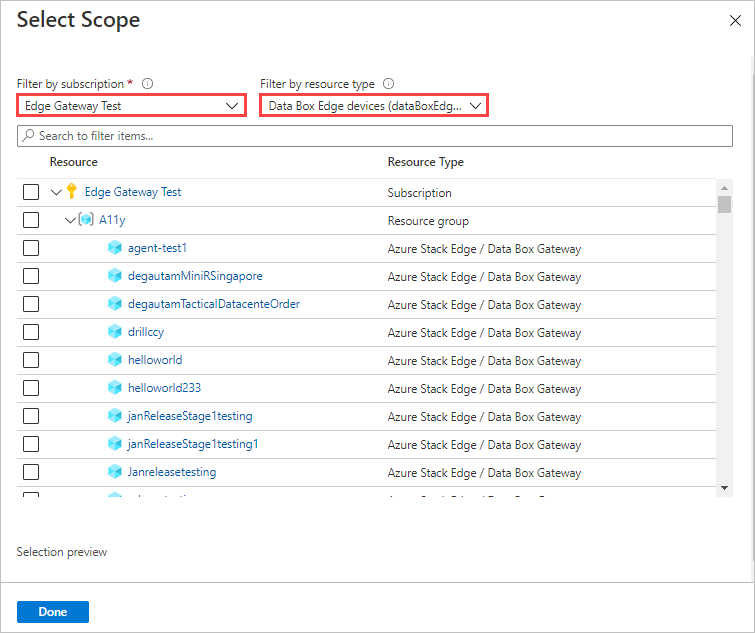 Select Scope
Filter by subscription * Filter by resource type
Edge Gateway Test Data Box Edge devices (dataBoxEdg...
Search to filter items...
Resource Resource Type
Edge Gateway Test Subscription
A11y Resource group
agent-test1 Azure Stack Edge / Data Box Gateway
degautamMiniRSingapore Azure Stack Edge / Data Box Gateway
degautamTacticalDatacenteOrder Azure Stack Edge / Data Box Gateway
drillccy Azure Stack Edge / Data Box Gateway
helloworld Azure Stack Edge / Data Box Gateway
helloworld233 Azure Stack Edge / Data Box Gateway
janReleaseStage1testing Azure Stack Edge / Data Box Gateway
janReleaseStage1testing1 Azure Stack Edge / Data Box Gateway
Janreleasetesting Azure Stack Edge / Data Box Gateway
Selection preview
Done